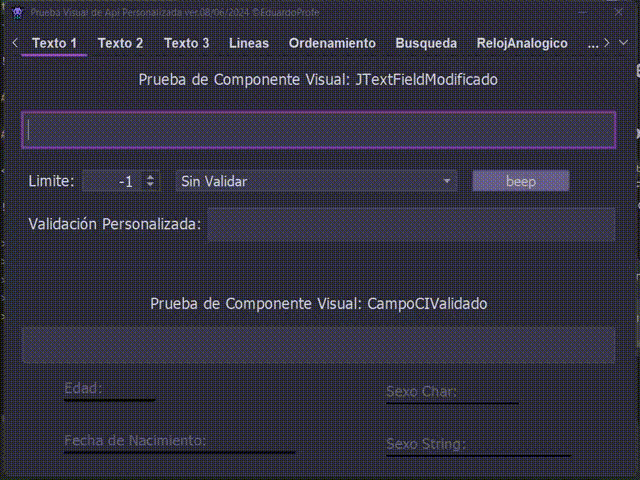 Prueba Visual de Api Personalizada ver.08/06/2024 ©EduardoProfe
Texto 1 Texto 2 Texto 3 Lineas Ordenamiento Busqueda RelojAnalogico ...
Prueba de Componente Visual: JTextFieldModificado
Limite: -1 Sin Validar beep
Validación Personalizada:
Prueba de Componente Visual: CampoCIValidado
Edad: Sexo Char:
Fecha de Nacimiento: Sexo String: